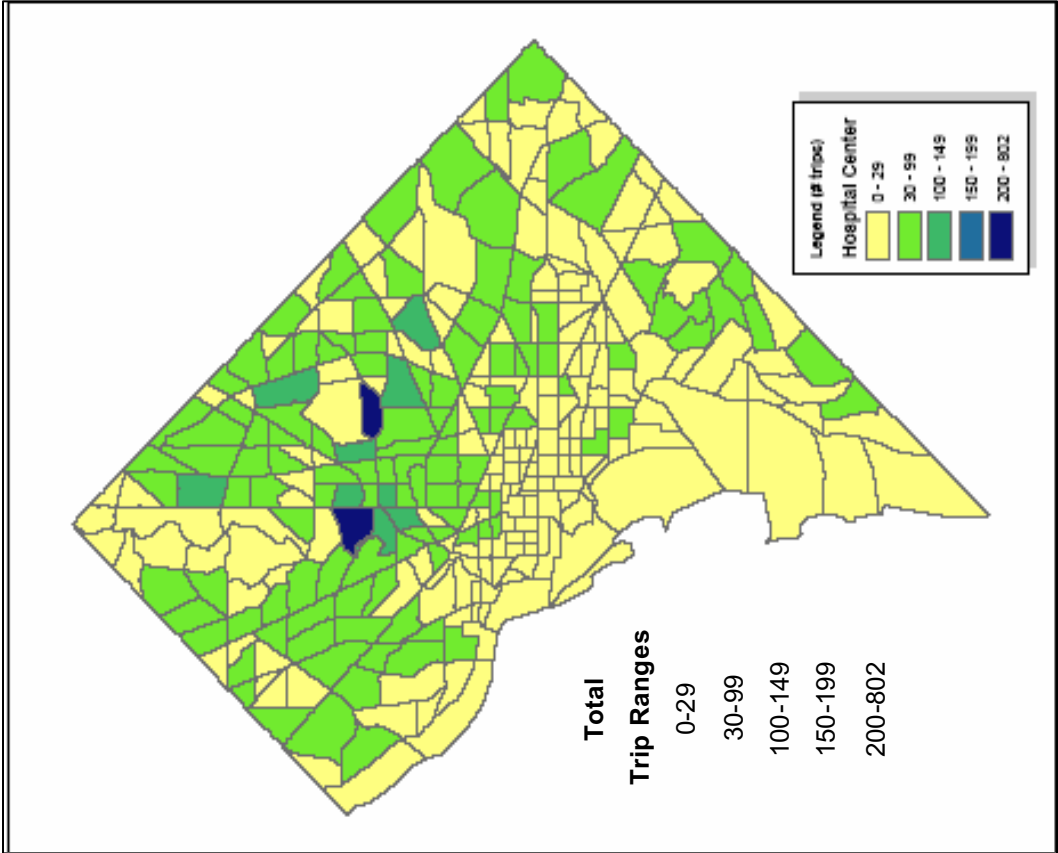 Total
Trip Ranges
0-29
30-99
100-149
150-199
200-802
Legend (# trips)
Hospital Center
0 - 29
30 - 99
100 - 149
150 - 199
200 - 802